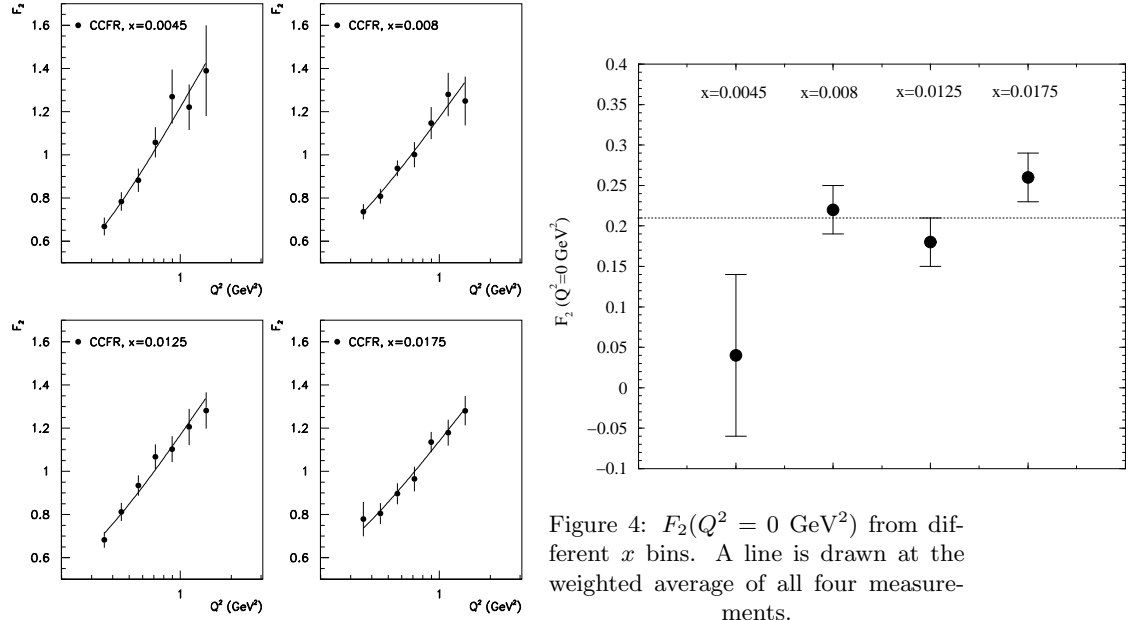 F₂
CCFR, x=0.0045
1.6
1.4
1.2
1
0.8
0.6
1
Q² (GeV²)
F₂
CCFR, x=0.008
1.6
1.4
1.2
1
0.8
0.6
1
Q² (GeV²)
F₂
CCFR, x=0.0125
1.6
1.4
1.2
1
0.8
0.6
1
Q² (GeV²)
F₂
CCFR, x=0.0175
1.6
1.4
1.2
1
0.8
0.6
1
Q² (GeV²)
F₂ (Q²=0 GeV²)
0.4
0.35
0.3
0.25
0.2
0.15
0.1
0.05
0
−0.05
−0.1
x=0.0045 x=0.008 x=0.0125 x=0.0175
Figure 4: F₂(Q² = 0 GeV²) from dif-
ferent x bins. A line is drawn at the
weighted average of all four measure-
ments.